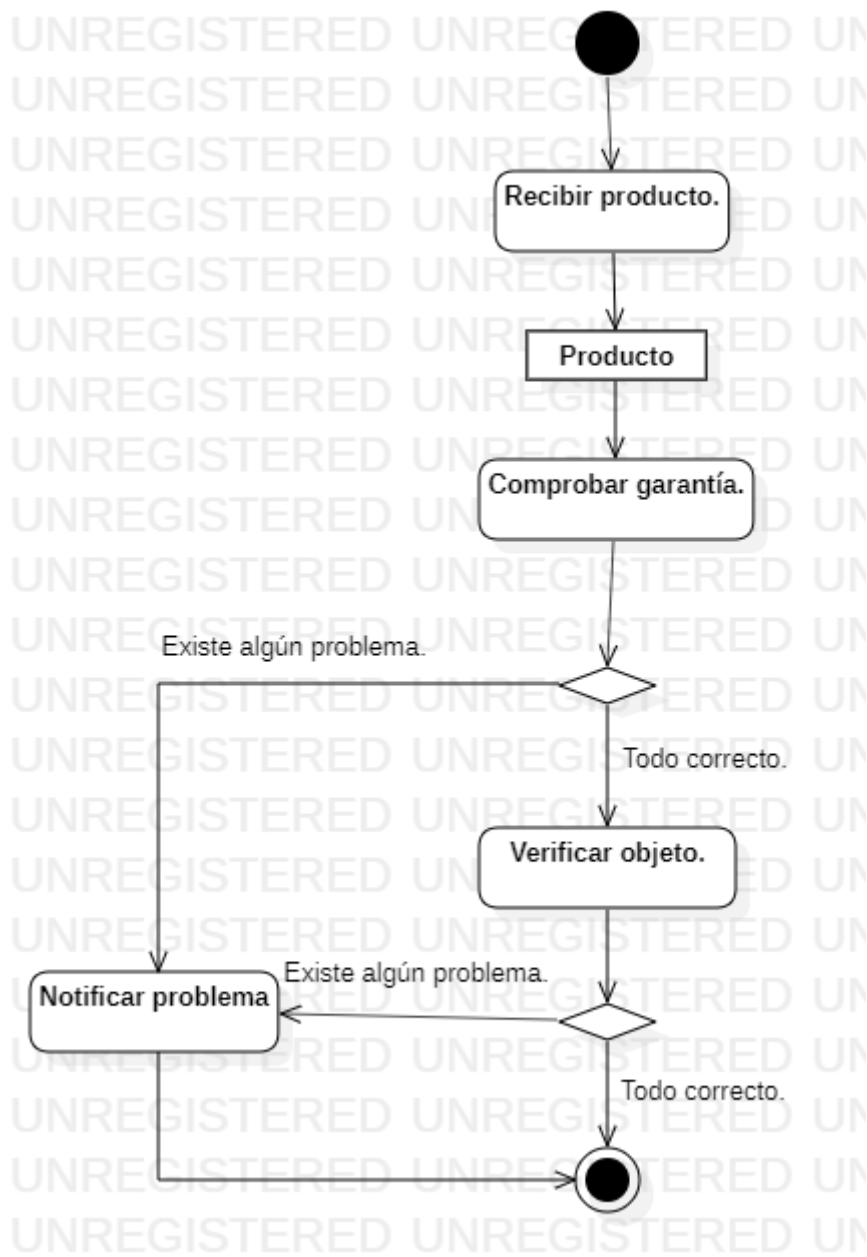 Recibir producto.
Producto
Comprobar garantía.
Existe algún problema.
Todo correcto.
Verificar objeto.
Existe algún problema.
Notificar problema
Todo correcto.
UNREGISTERED